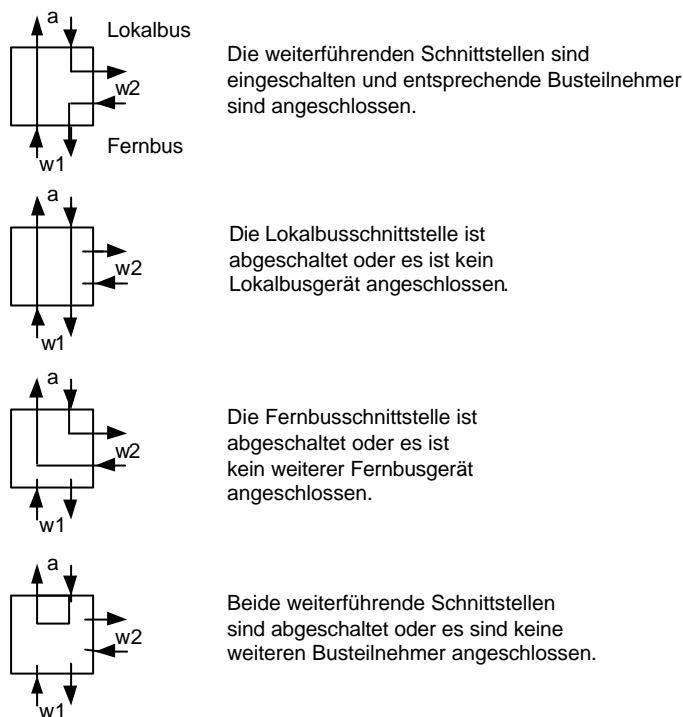 a
Lokalbus
w2
Fernbus
w1
Die weiterführenden Schnittstellen sind
eingeschalten und entsprechende Busteilnehmer
sind angeschlossen.
a
w2
w1
Die Lokalbusschnittstelle ist
abgeschaltet oder es ist kein
Lokalbusgerät angeschlossen.
a
w2
w1
Die Fernbusschnittstelle ist
abgeschaltet oder es ist
kein weiterer Fernbusgerät
angeschlossen.
a
w2
w1
Beide weiterführende Schnittstellen
sind abgeschaltet oder es sind keine
weiteren Busteilnehmer angeschlossen.